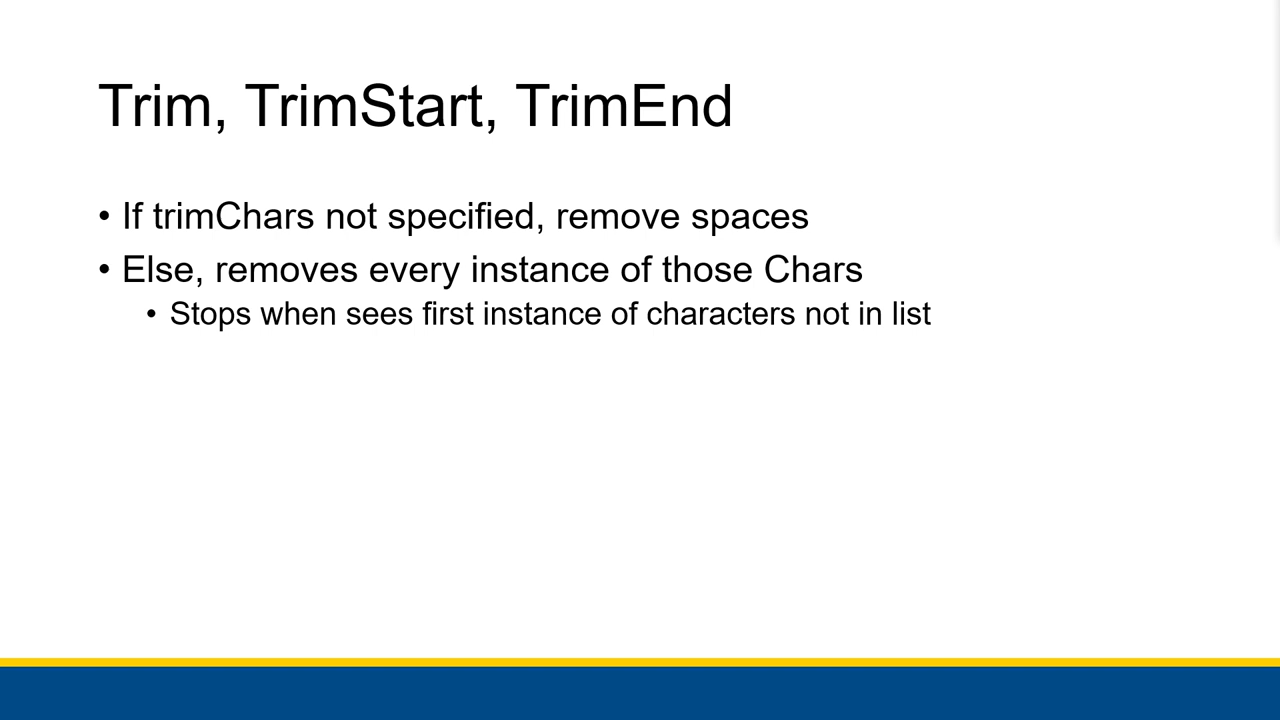 Trim, TrimStart, TrimEnd
• If trimChars not specified, remove spaces
• Else, removes every instance of those Chars
• Stops when sees first instance of characters not in list